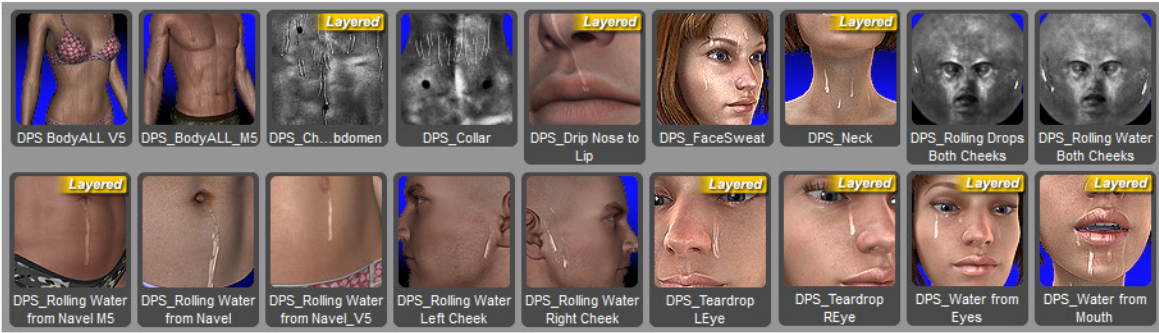 Layered
Layered
Layered
DPS BodyALL V5
DPS_BodyALL_M5
DPS_Ch...bdomen
DPS_Collar
DPS_Drip Nose to
Lip
DPS_FaceSweat
DPS_Neck
DPS_Rolling Drops
Both Cheeks
DPS_Rolling Water
Both Cheeks
Layered
Layered
Layered
Layered
Layered
DPS_Rolling Water
from Navel M5
DPS_Rolling Water
from Navel
DPS_Rolling Water
from Navel_V5
DPS_Rolling Water
Left Cheek
DPS_Rolling Water
Right Cheek
DPS_Teardrop
LEye
DPS_Teardrop
REye
DPS_Water from
Eyes
DPS_Water from
Mouth